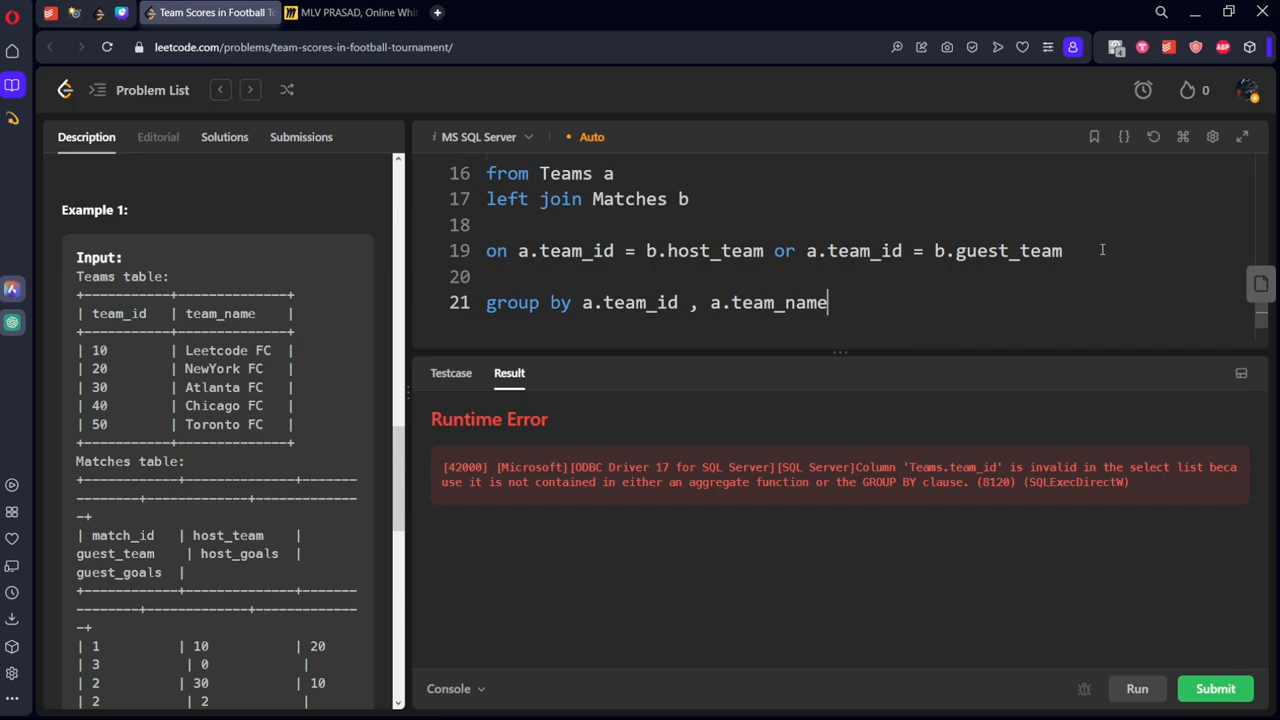 Team Scores in Football To
MLV PRASAD, Online Whit
leetcode.com/problems/team-scores-in-football-tournament/
4
ABP
Problem List
0
Description
Editorial
Solutions
Submissions
i MS SQL Server
• Auto
16 from Teams a
17 left join Matches b
18
19 on a.team_id = b.host_team or a.team_id = b.guest_team
20
21 group by a.team_id , a.team_name
Example 1:
Input:
Teams table:
+-----------+--------------+
| team_id   | team_name    |
+-----------+--------------+
| 10        | Leetcode FC  |
| 20        | NewYork FC   |
| 30        | Atlanta FC   |
| 40        | Chicago FC   |
| 50        | Toronto FC   |
+-----------+--------------+
Matches table:
+------------+--------------+-------
--------+-------------+-------------
-+
| match_id   | host_team    |
guest_team    | host_goals  |
guest_goals  |
+------------+--------------+-------
--------+-------------+-------------
-+
| 1          | 10           | 20
| 3           | 0            |
| 2          | 30           | 10
| 2           | 2            |
Testcase
Result
Runtime Error
[42000] [Microsoft][ODBC Driver 17 for SQL Server][SQL Server]Column 'Teams.team_id' is invalid in the select list beca
use it is not contained in either an aggregate function or the GROUP BY clause. (8120) (SQLExecDirectW)
Console
Run
Submit